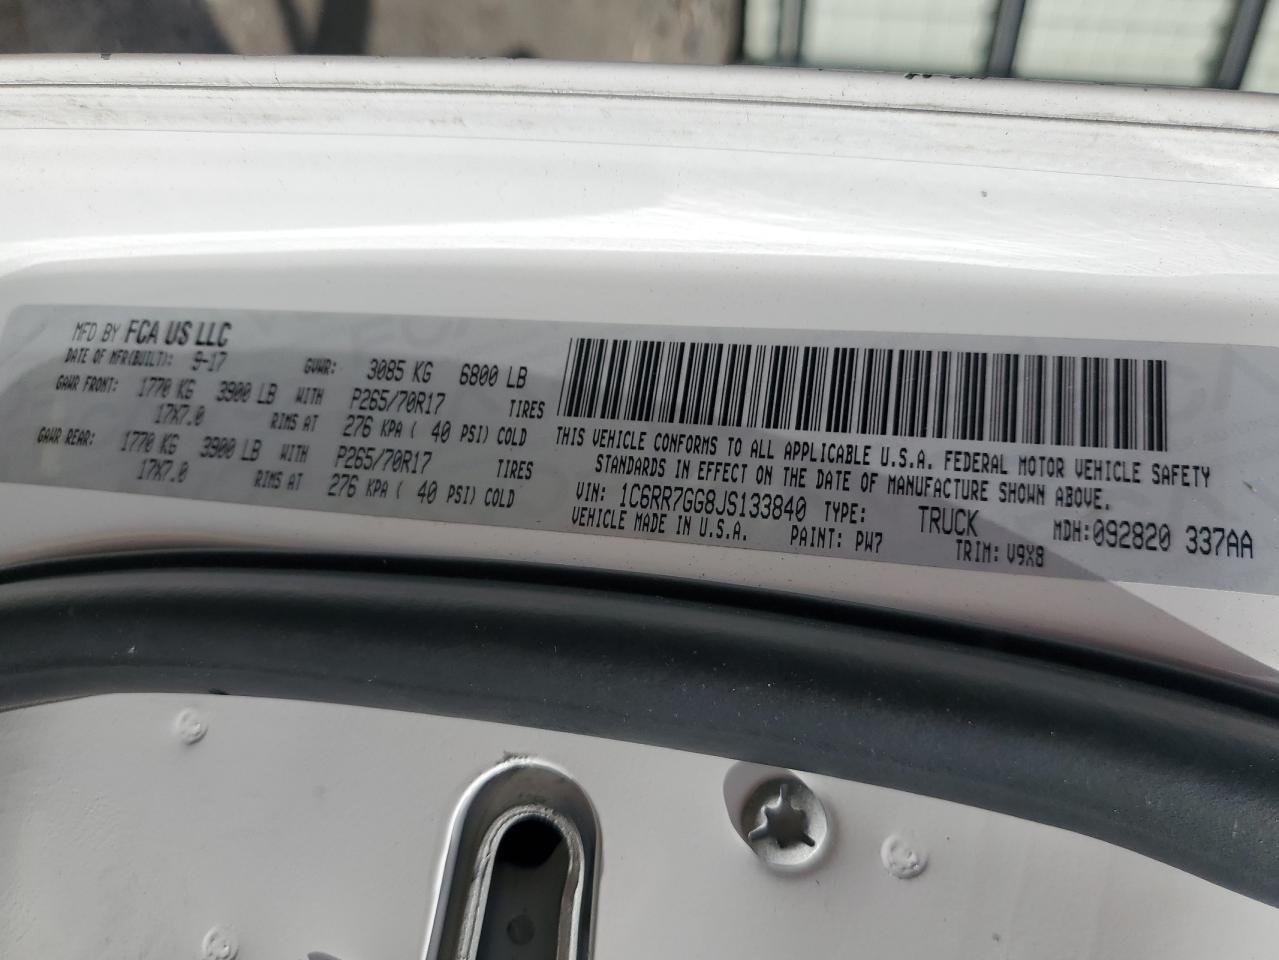 MFD BY FCA US LLC
DATE OF MFR(BUILT): 9-17 GVWR: 3085 KG 6800 LB
GAWR FRONT: 1770 KG 3900 LB WITH P265/70R17 TIRES
17X7.0 RIMS AT 276 KPA ( 40 PSI) COLD
GAWR REAR: 1770 KG 3900 LB WITH P265/70R17 TIRES
17X7.0 RIMS AT 276 KPA ( 40 PSI) COLD
THIS VEHICLE CONFORMS TO ALL APPLICABLE U.S.A. FEDERAL MOTOR VEHICLE SAFETY
STANDARDS IN EFFECT ON THE DATE OF MANUFACTURE SHOWN ABOVE.
VIN: 1C6RR7GG8JS133840 TYPE: TRUCK MDH:092820 337AA
VEHICLE MADE IN U.S.A. PAINT: PW7 TRIM: V9X8